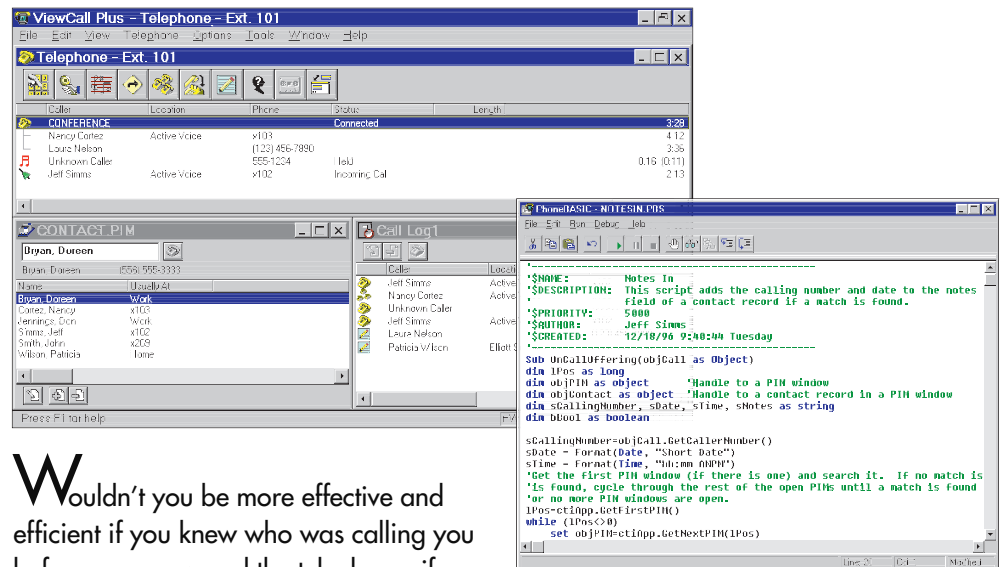 ViewCall Plus – Telephone – Ext. 101
File Edit View Telephone Options Tools Window Help
Telephone – Ext. 101
Caller Location Phone Status Length
CONFERENCE Connected 3:28
Nancy Cortez Active Voice x103 4:12
Laura Nelson (123) 456-7890 3:36
Unknown Caller 555-1234 Held 0:16 (0:11)
Jeff Simms Active Voice x102 Incoming Call 2:13
CONTACT.PIM
Bryan, Doreen
Bryan, Doreen (556) 555-3333
Name Usually At
Bryan, Doreen Work
Cortez, Nancy x103
Jennings, Don Work
Simms, Jeff x102
Smith, John x209
Wilson, Patricia Home
Press F1 for help
Call Log1
Caller Locati
Jeff Simms Active
Nancy Cortez Active
Unknown Caller
Jeff Simms Active
Laura Nelson
Patricia Wilson Elliott S
PhoneBASIC - NOTESIN.PBS
File Edit Run Debug Help
'$NAME: Notes In
'$DESCRIPTION: This script adds the calling number and date to the notes
' field of a contact record if a match is found.
'$PRIORITY: 5000
'$AUTHOR: Jeff Simms
'$CREATED: 12/18/96 9:40:44 Tuesday
Sub OnCallOffering(objCall as Object)
dim lPos as long
dim objPIM as object 'Handle to a PIM window
dim objContact as object 'Handle to a contact record in a PIM window
dim sCallingNumber, sDate, sTime, sNotes as string
dim bBool as boolean
sCallingNumber=objCall.GetCallerNumber()
sDate = Format(Date, "Short Date")
sTime = Format(Time, "hh:mm AMPM")
'Get the first PIM window (if there is one) and search it. If no match is
'is found, cycle through the rest of the open PIMs until a match is found
'or no more PIM windows are open.
lPos=ctiApp.GetFirstPIM()
while (lPos<>0)
set objPIM=ctiApp.GetNextPIM(lPos)
Modified
Wouldn't you be more effective and
efficient if you knew who was calling you